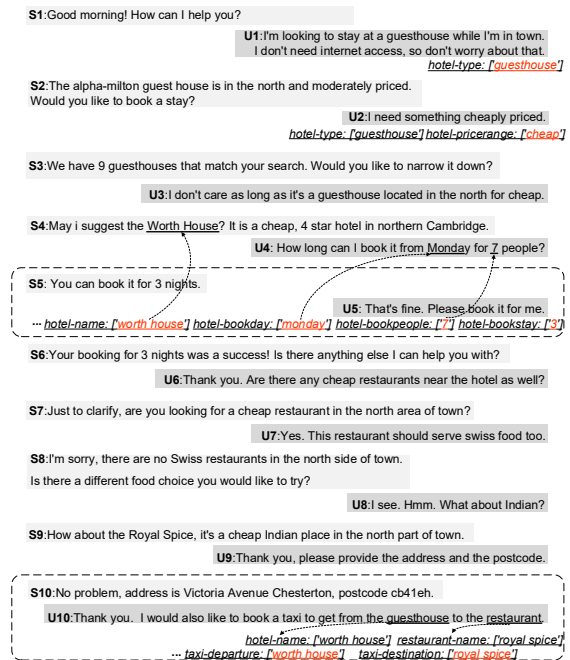 S1:Good morning! How can I help you?
U1:I'm looking to stay at a guesthouse while I'm in town.
I don't need internet access, so don't worry about that.
hotel-type: ['guesthouse']
S2:The alpha-milton guest house is in the north and moderately priced.
Would you like to book a stay?
U2:I need something cheaply priced.
hotel-type: ['guesthouse'] hotel-pricerange: ['cheap']
S3:We have 9 guesthouses that match your search. Would you like to narrow it down?
U3:I don't care as long as it's a guesthouse located in the north for cheap.
S4:May i suggest the Worth House? It is a cheap, 4 star hotel in northern Cambridge.
U4: How long can I book it from Monday for 7 people?
S5: You can book it for 3 nights.
U5: That's fine. Please book it for me.
··· hotel-name: ['worth house'] hotel-bookday: ['monday'] hotel-bookpeople: ['7'] hotel-bookstay: ['3']
S6:Your booking for 3 nights was a success! Is there anything else I can help you with?
U6:Thank you. Are there any cheap restaurants near the hotel as well?
S7:Just to clarify, are you looking for a cheap restaurant in the north area of town?
U7:Yes. This restaurant should serve swiss food too.
S8:I'm sorry, there are no Swiss restaurants in the north side of town.
Is there a different food choice you would like to try?
U8:I see. Hmm. What about Indian?
S9:How about the Royal Spice, it's a cheap Indian place in the north part of town.
U9:Thank you, please provide the address and the postcode.
S10:No problem, address is Victoria Avenue Chesterton, postcode cb41eh.
U10:Thank you. I would also like to book a taxi to get from the guesthouse to the restaurant.
hotel-name: ['worth house'] restaurant-name: ['royal spice']
··· taxi-departure: ['worth house'] taxi-destination: ['royal spice']